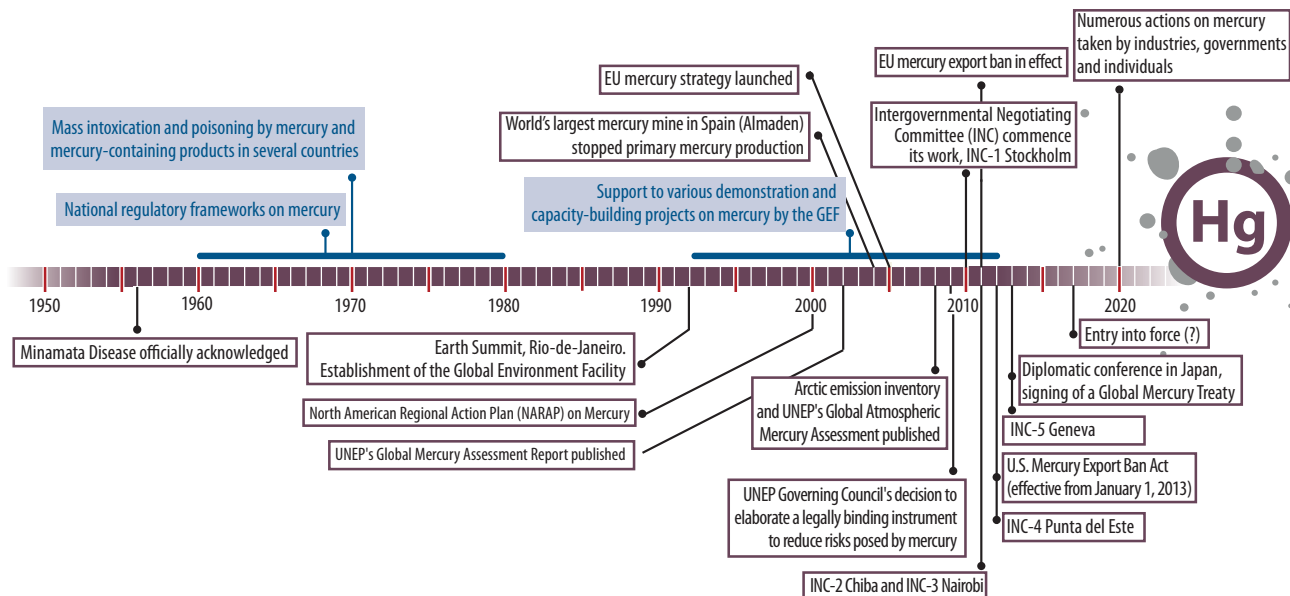 Numerous actions on mercury
taken by industries, governments
and individuals
EU mercury export ban in effect
EU mercury strategy launched
Intergovernmental Negotiating
Committee (INC) commence
its work, INC-1 Stockholm
World's largest mercury mine in Spain (Almaden)
stopped primary mercury production
Mass intoxication and poisoning by mercury and
mercury-containing products in several countries
Support to various demonstration and
capacity-building projects on mercury by the GEF
National regulatory frameworks on mercury
Hg
1950
1960
1970
1980
1990
2000
2010
2020
Minamata Disease officially acknowledged
Earth Summit, Rio-de-Janeiro.
Establishment of the Global Environment Facility
Entry into force (?)
Diplomatic conference in Japan,
signing of a Global Mercury Treaty
Arctic emission inventory
and UNEP's Global Atmospheric
Mercury Assessment published
North American Regional Action Plan (NARAP) on Mercury
INC-5 Geneva
UNEP's Global Mercury Assessment Report published
U.S. Mercury Export Ban Act
(effective from January 1, 2013)
UNEP Governing Council's decision to
elaborate a legally binding instrument
to reduce risks posed by mercury
INC-4 Punta del Este
INC-2 Chiba and INC-3 Nairobi